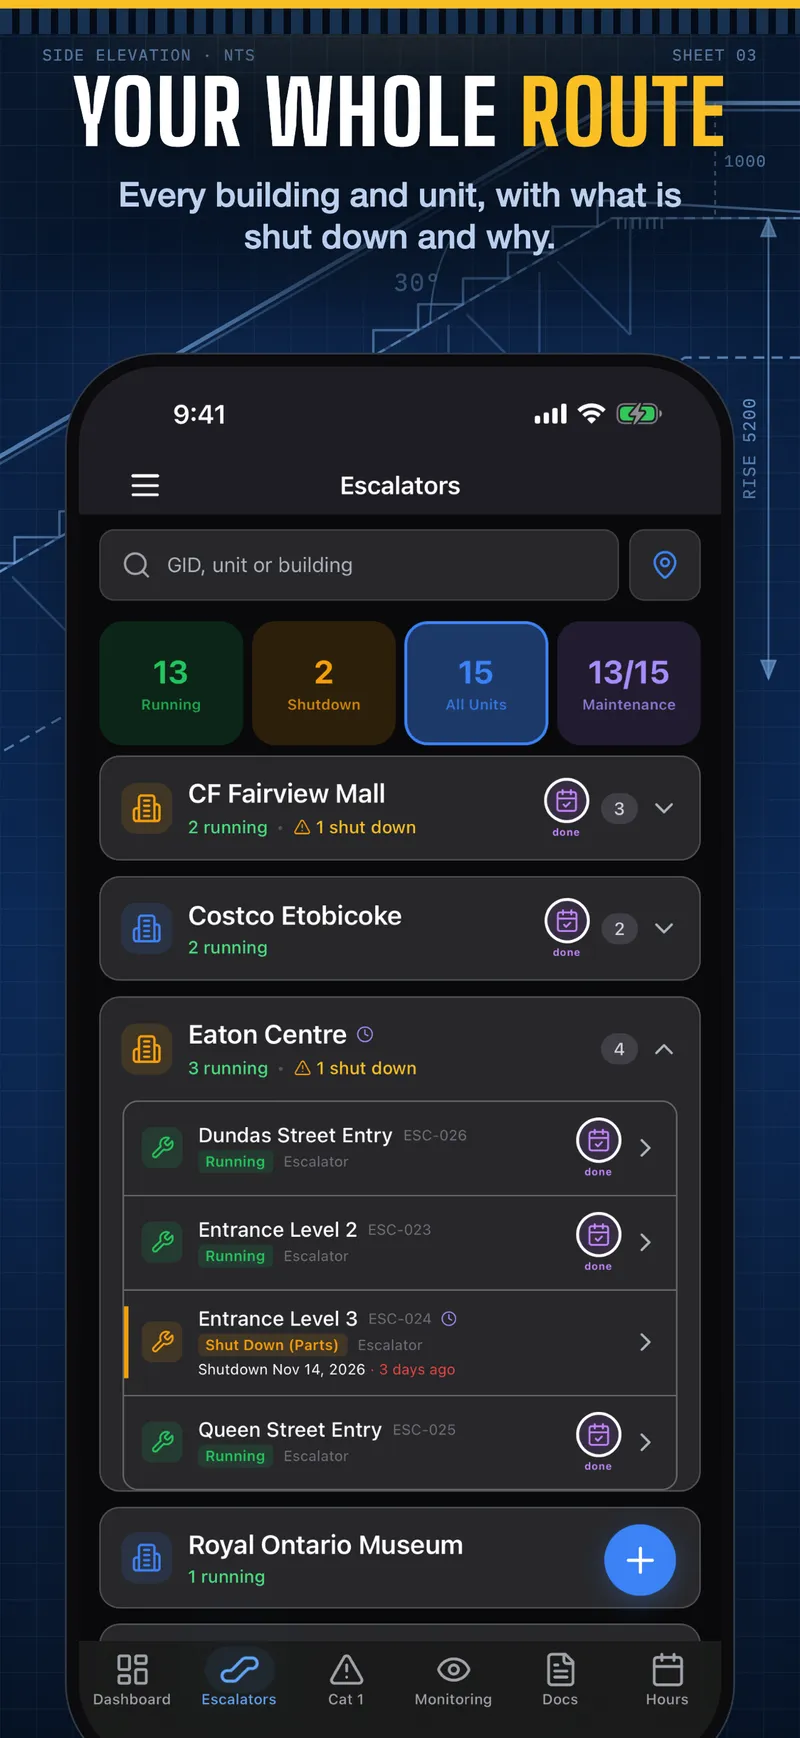 SIDE ELEVATION · NTS
SHEET 03
YOUR WHOLE ROUTE
1000
Every building and unit, with what is
shut down and why.
30°
RISE 5200
9:41
Escalators
GID, unit or building
13
Running
2
Shutdown
15
All Units
13/15
Maintenance
CF Fairview Mall
2 running · 1 shut down
done
3
Costco Etobicoke
2 running
done
2
Eaton Centre
3 running · 1 shut down
4
Dundas Street Entry ESC-026
Running Escalator
done
Entrance Level 2 ESC-023
Running Escalator
done
Entrance Level 3 ESC-024
Shut Down (Parts) Escalator
Shutdown Nov 14, 2026 · 3 days ago
Queen Street Entry ESC-025
Running Escalator
done
Royal Ontario Museum
1 running
Dashboard
Escalators
Cat 1
Monitoring
Docs
Hours